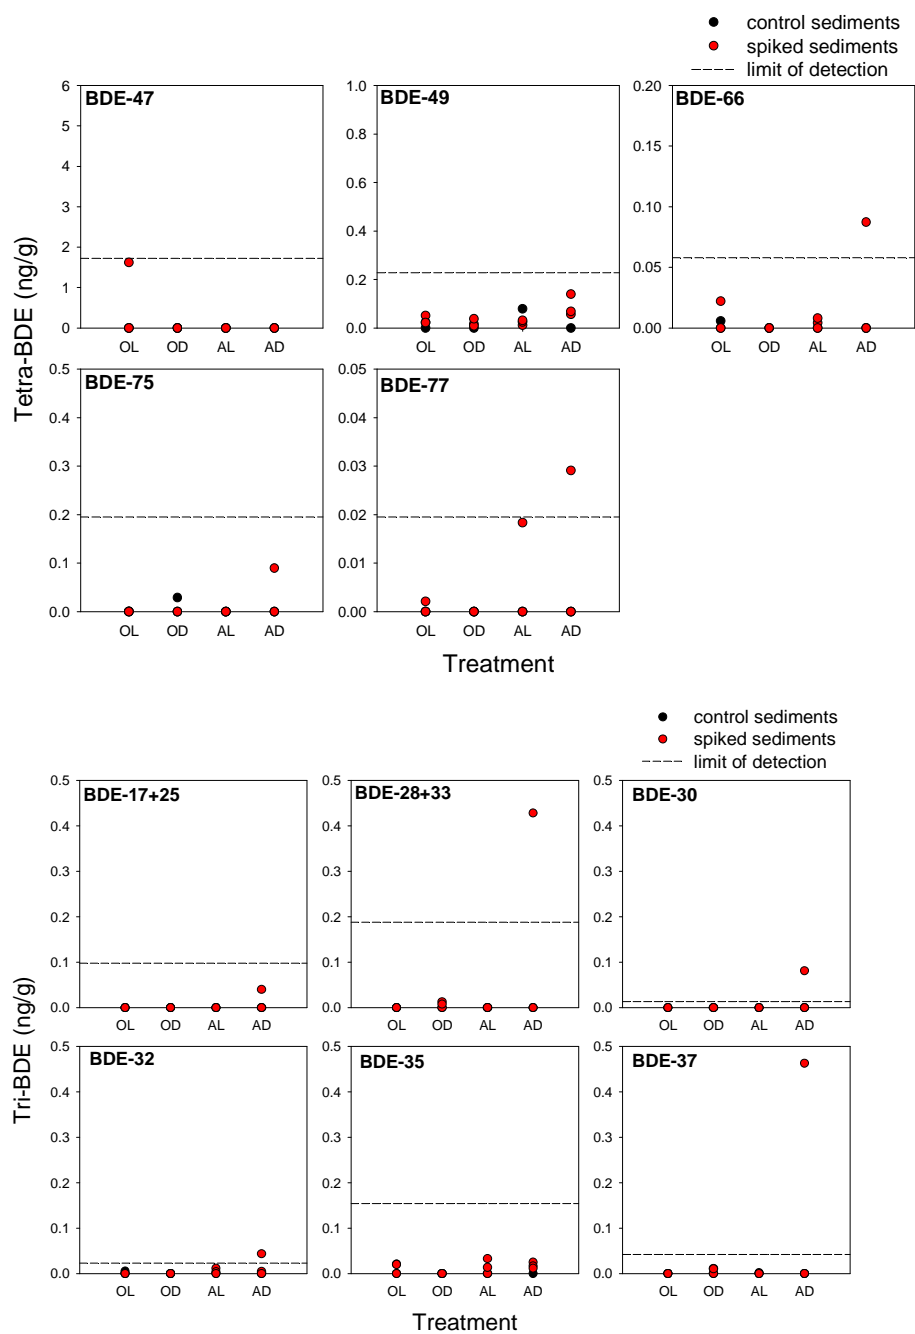 control sediments
spiked sediments
limit of detection
BDE-47
BDE-49
BDE-66
Tetra-BDE (ng/g)
6
5
4
3
2
1
0
OL OD AL AD
1.0
0.8
0.6
0.4
0.2
0.0
OL OD AL AD
0.20
0.15
0.10
0.05
0.00
OL OD AL AD
BDE-75
BDE-77
0.5
0.4
0.3
0.2
0.1
0.0
OL OD AL AD
0.05
0.04
0.03
0.02
0.01
0.00
OL OD AL AD
Treatment
control sediments
spiked sediments
limit of detection
BDE-17+25
BDE-28+33
BDE-30
Tri-BDE (ng/g)
0.5
0.4
0.3
0.2
0.1
0.0
OL OD AL AD
0.5
0.4
0.3
0.2
0.1
0.0
OL OD AL AD
0.5
0.4
0.3
0.2
0.1
0.0
OL OD AL AD
BDE-32
BDE-35
BDE-37
0.5
0.4
0.3
0.2
0.1
0.0
OL OD AL AD
0.5
0.4
0.3
0.2
0.1
0.0
OL OD AL AD
0.5
0.4
0.3
0.2
0.1
0.0
OL OD AL AD
Treatment